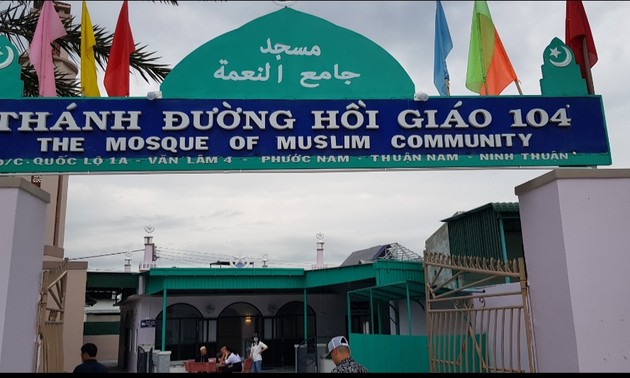 مسجد
جامع النعمة
THÁNH ĐƯỜNG HỒI GIÁO 104
THE MOSQUE OF MUSLIM COMMUNITY
Đ/C-QUỐC LỘ 1A - VĂN LÂM 4 - PHƯỚC NAM - THUẬN NAM - NINH THUẬN